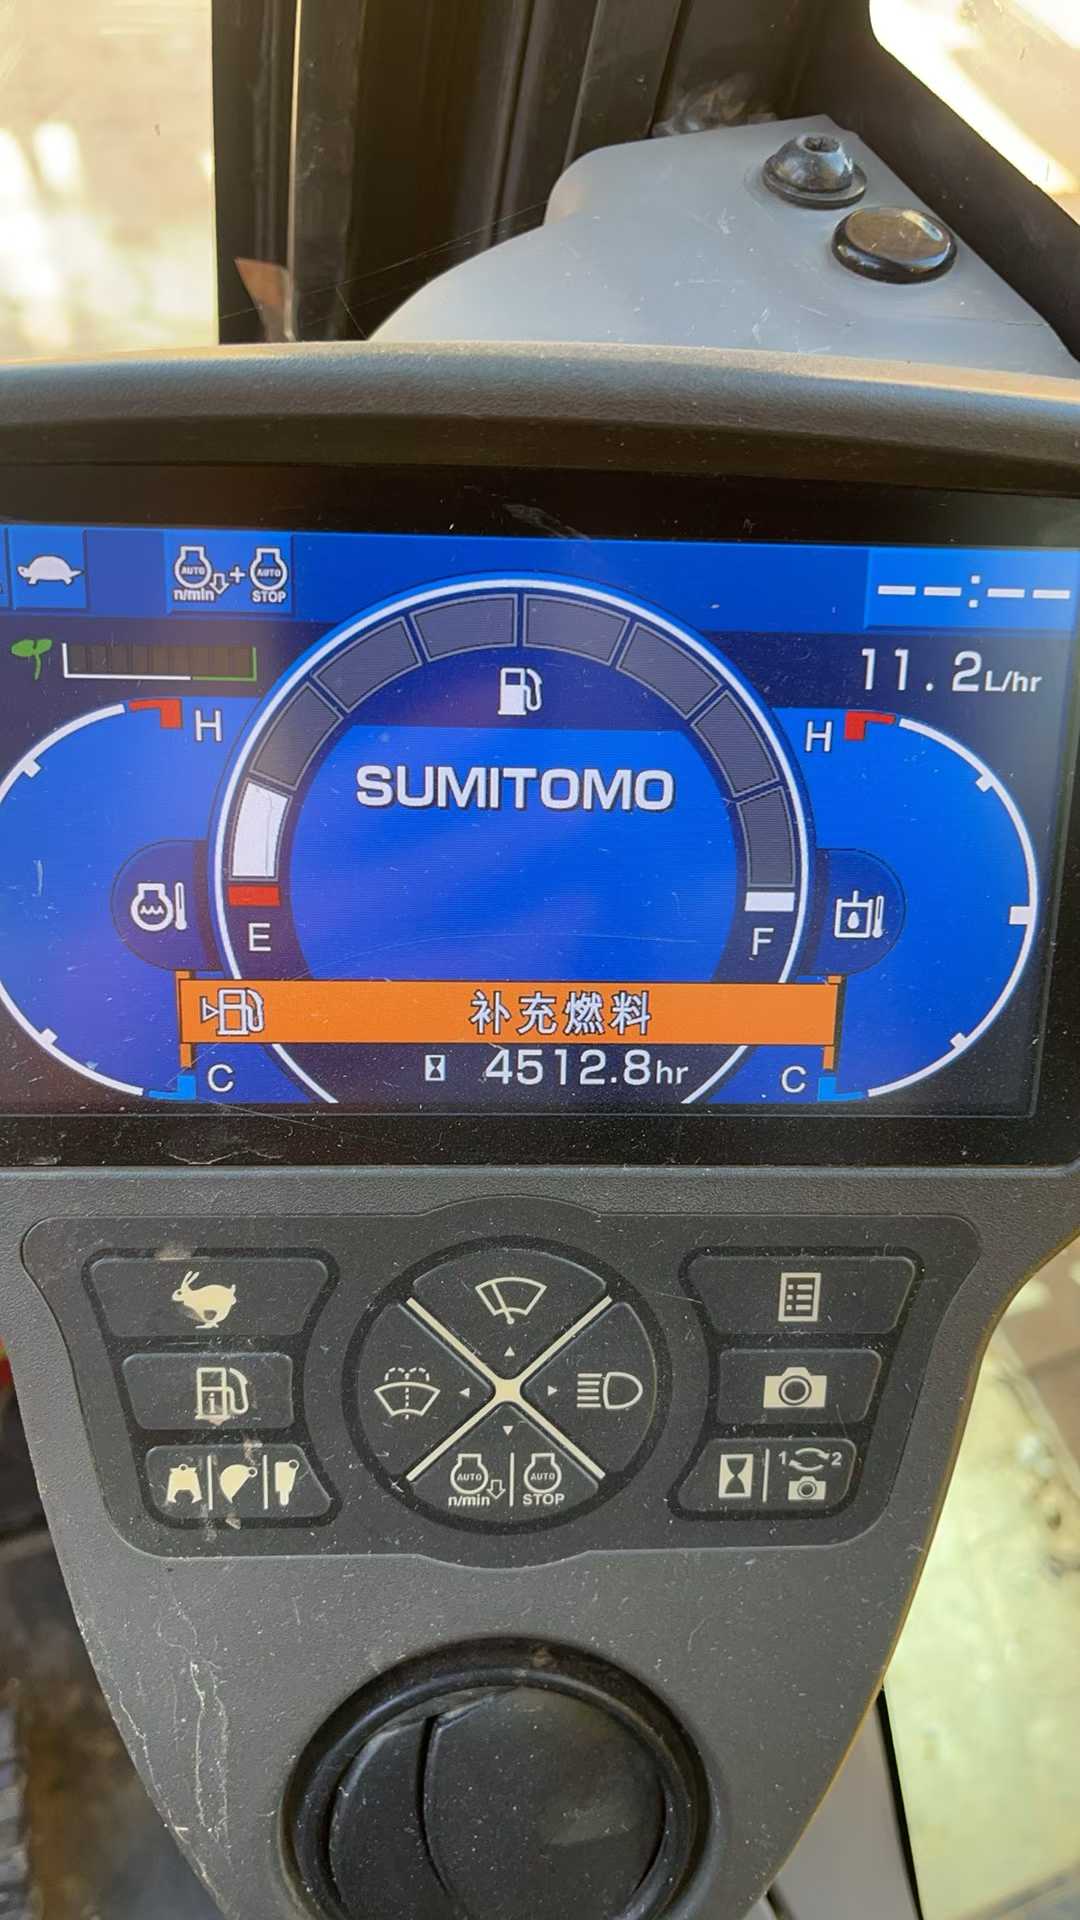 AUTO n/min + AUTO STOP
--:--
11.2L/hr
H
H
SUMITOMO
E
F
补充燃料
C
4512.8hr
C
AUTO n/min AUTO STOP
1 2